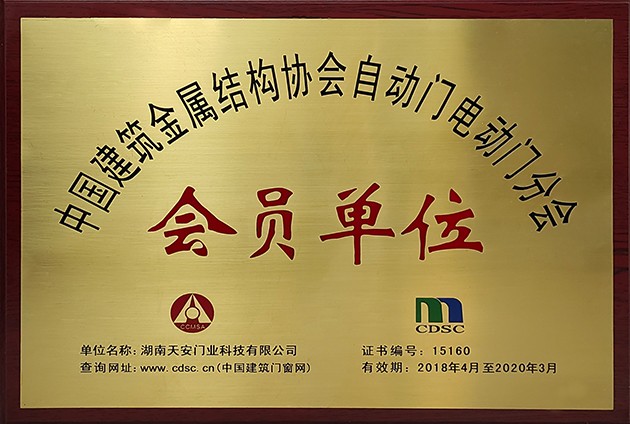 中国建筑金属结构协会自动门电动门分会
会员单位
CCMSA
CDSC
单位名称: 湖南天安门业科技有限公司
证书编号: 15160
查询网址: www.cdsc.cn(中国建筑门窗网)
有效期: 2018年4月至2020年3月